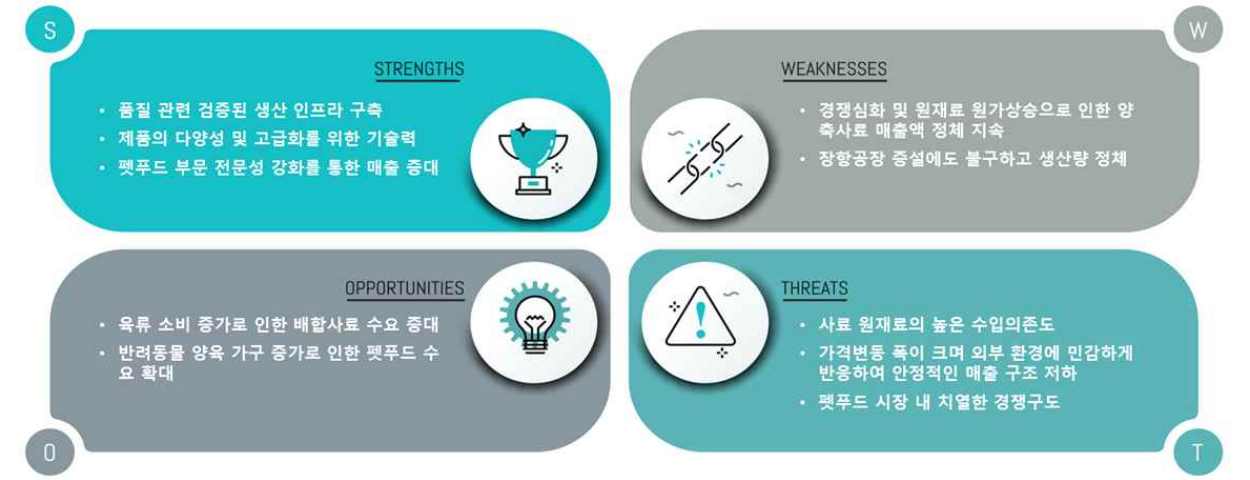 S
STRENGTHS
• 품질 관련 검증된 생산 인프라 구축
• 제품의 다양성 및 고급화를 위한 기술력
• 펫푸드 부문 전문성 강화를 통한 매출 증대
W
WEAKNESSES
• 경쟁심화 및 원재료 원가상승으로 인한 양
축사료 매출액 정체 지속
• 장항공장 증설에도 불구하고 생산량 정체
OPPORTUNITIES
• 육류 소비 증가로 인한 배합사료 수요 증대
• 반려동물 양육 가구 증가로 인한 펫푸드 수
요 확대
O
THREATS
• 사료 원재료의 높은 수입의존도
• 가격변동 폭이 크며 외부 환경에 민감하게
반응하여 안정적인 매출 구조 저하
• 펫푸드 시장 내 치열한 경쟁구도
T